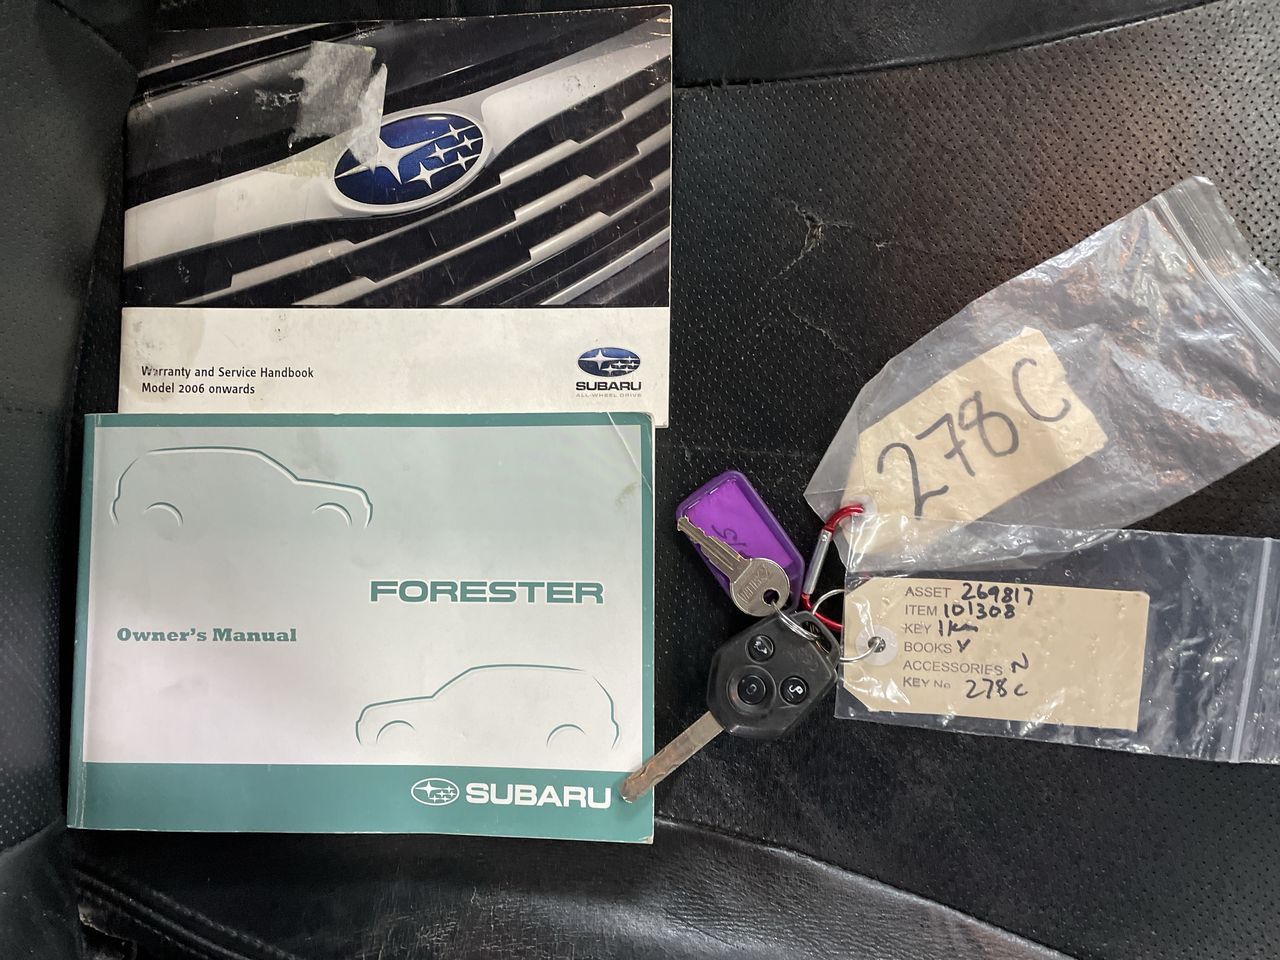 Warranty and Service Handbook
Model 2006 onwards
SUBARU
ALL-WHEEL DRIVE
FORESTER
Owner's Manual
SUBARU
278C
ASSET 269817
ITEM 101308
KEY
BOOKS Y
ACCESSORIES N
KEY No 278C